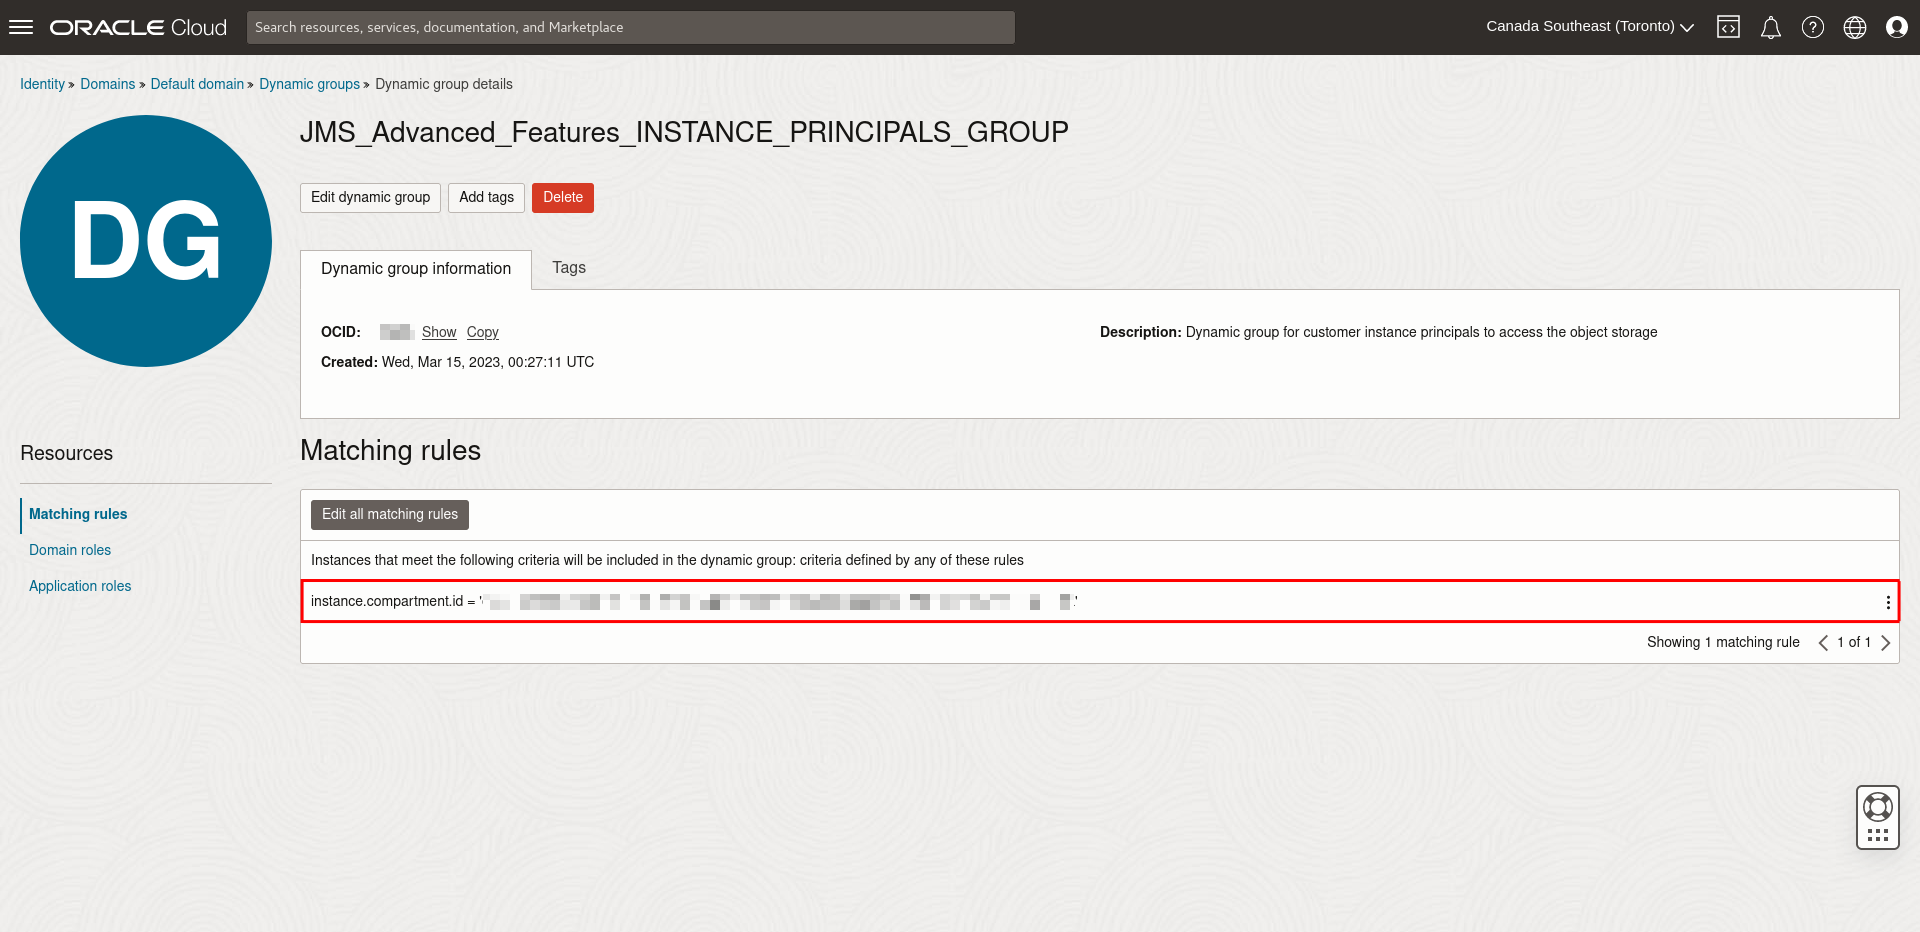 ORACLE Cloud
Search resources, services, documentation, and Marketplace
Canada Southeast (Toronto)
Identity » Domains » Default domain » Dynamic groups » Dynamic group details
DG
JMS_Advanced_Features_INSTANCE_PRINCIPALS_GROUP
Edit dynamic group
Add tags
Delete
Dynamic group information
Tags
OCID: Show Copy
Created: Wed, Mar 15, 2023, 00:27:11 UTC
Description: Dynamic group for customer instance principals to access the object storage
Resources
Matching rules
Domain roles
Application roles
Matching rules
Edit all matching rules
Instances that meet the following criteria will be included in the dynamic group: criteria defined by any of these rules
instance.compartment.id = ' '
Showing 1 matching rule
1 of 1